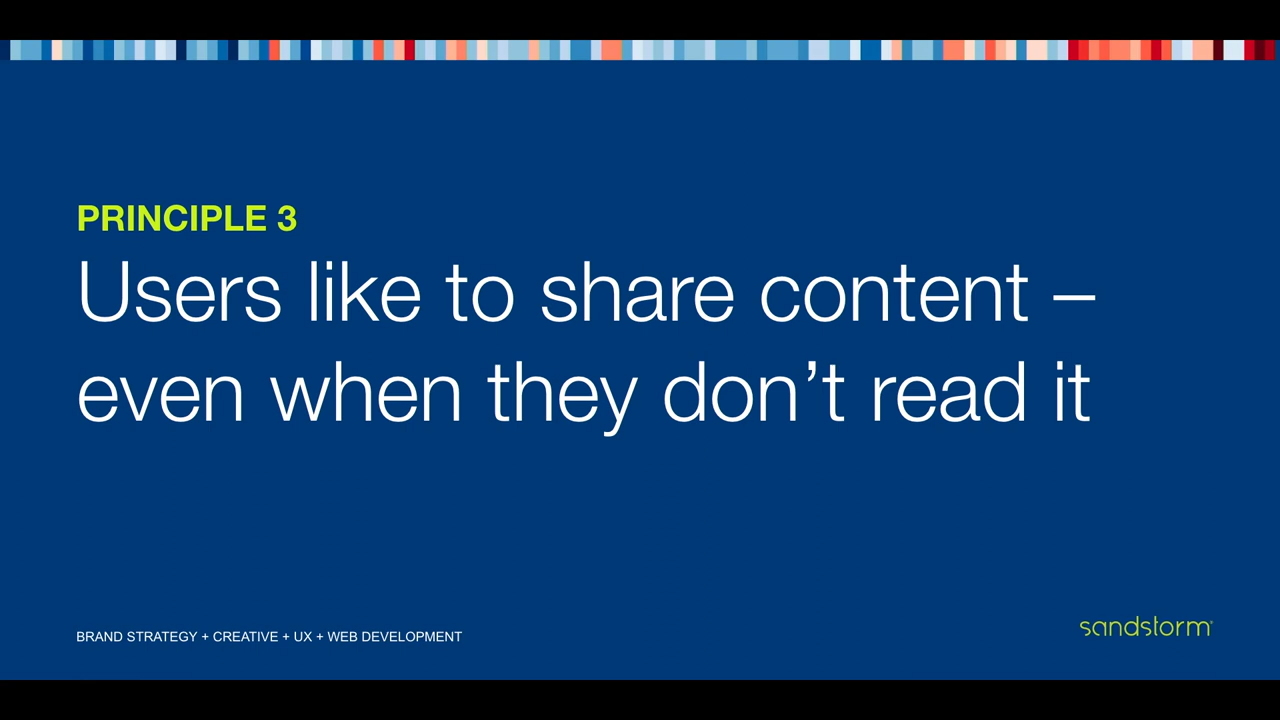 PRINCIPLE 3
Users like to share content –
even when they don’t read it
BRAND STRATEGY + CREATIVE + UX + WEB DEVELOPMENT
sandstorm®